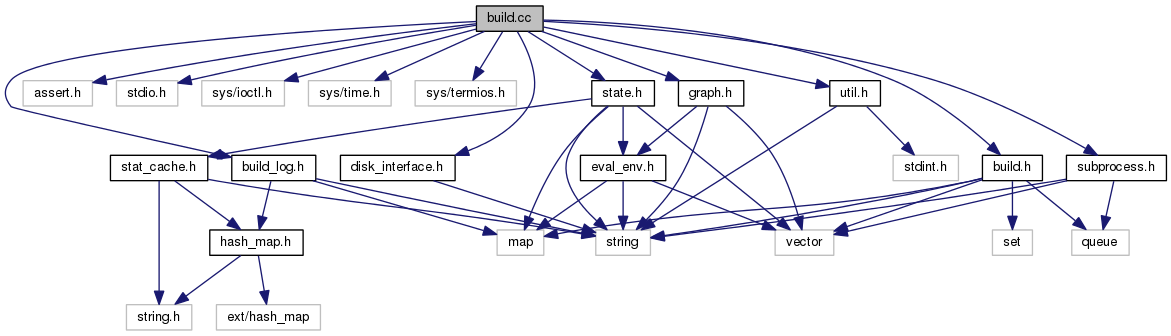 build.cc
assert.h
stdio.h
sys/ioctl.h
sys/time.h
sys/termios.h
state.h
graph.h
util.h
stat_cache.h
build_log.h
disk_interface.h
eval_env.h
stdint.h
build.h
subprocess.h
hash_map.h
map
string
vector
set
queue
string.h
ext/hash_map